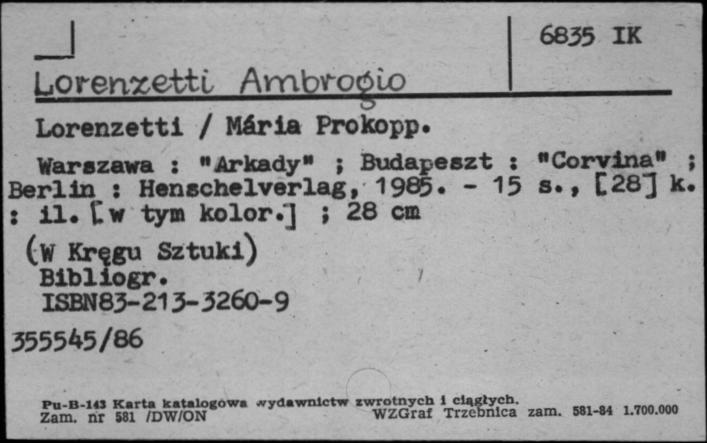 6835 IK
Lorenzetti Ambrogio
Lorenzetti / Mária Prokopp.
Warszawa : "Arkady" ; Budapeszt : "Corvina" ;
Berlin : Henschelverlag, 1985. - 15 s., [28] k.
: il. [w tym kolor.] ; 28 cm
(W Kręgu Sztuki)
Bibliogr.
ISBN83-213-3260-9
355545/86
Pu-B-143 Karta katalogowa wydawnictw zwrotnych i ciągłych.
Zam. nr 581 /DW/ON WZGraf Trzebnica zam. 581-84 1.700.000